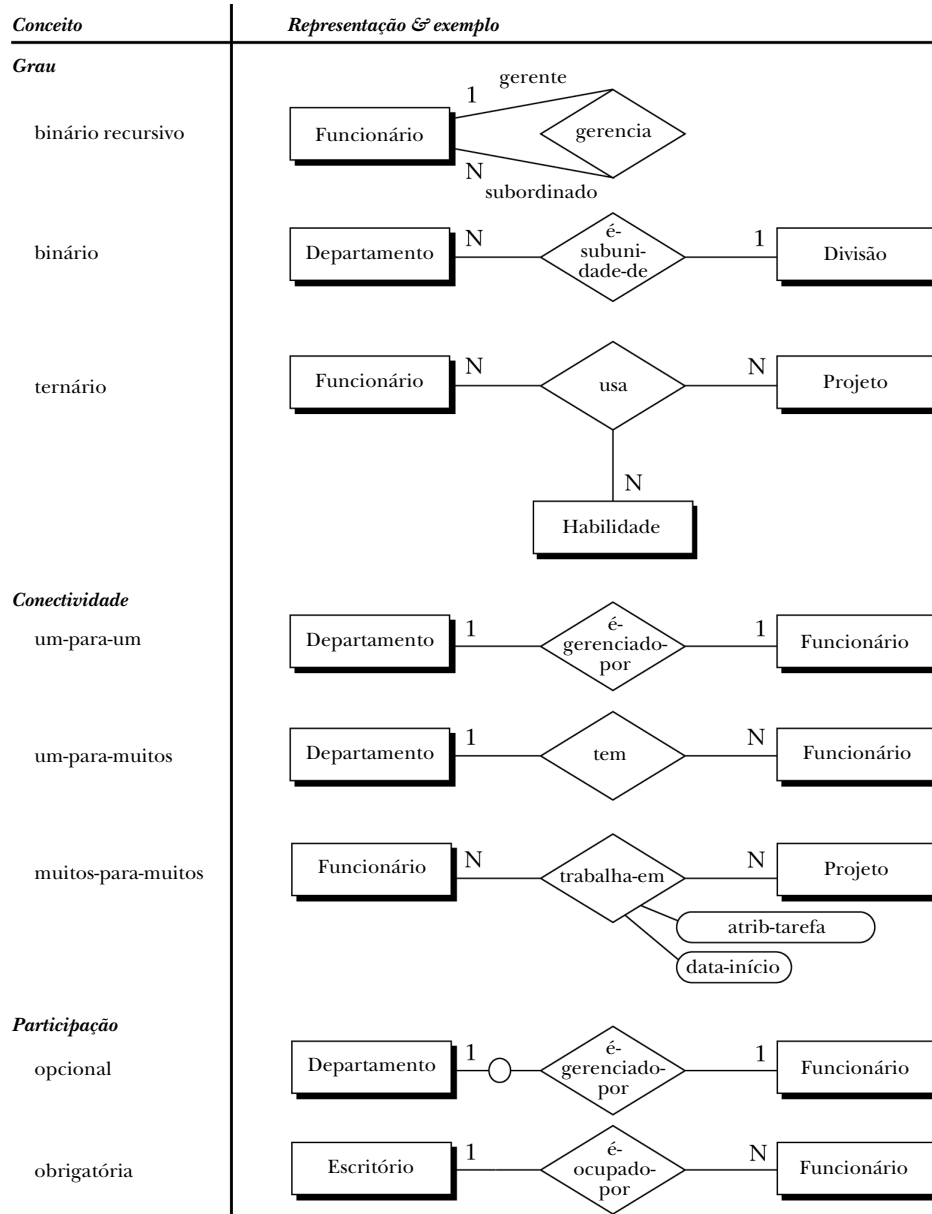 Conceito
Representação & exemplo
Grau
gerente
1
binário recursivo
Funcionário
gerencia
N
subordinado
binário
Departamento
N
é-
subuni-
dade-de
1
Divisão
ternário
Funcionário
N
usa
N
Projeto
N
Habilidade
Conectividade
um-para-um
Departamento
1
é-
gerenciado-
por
1
Funcionário
um-para-muitos
Departamento
1
tem
N
Funcionário
muitos-para-muitos
Funcionário
N
trabalha-em
N
Projeto
atrib-tarefa
data-início
Participação
opcional
Departamento
1
é-
gerenciado-
por
1
Funcionário
obrigatória
Escritório
1
é-
ocupado-
por
N
Funcionário